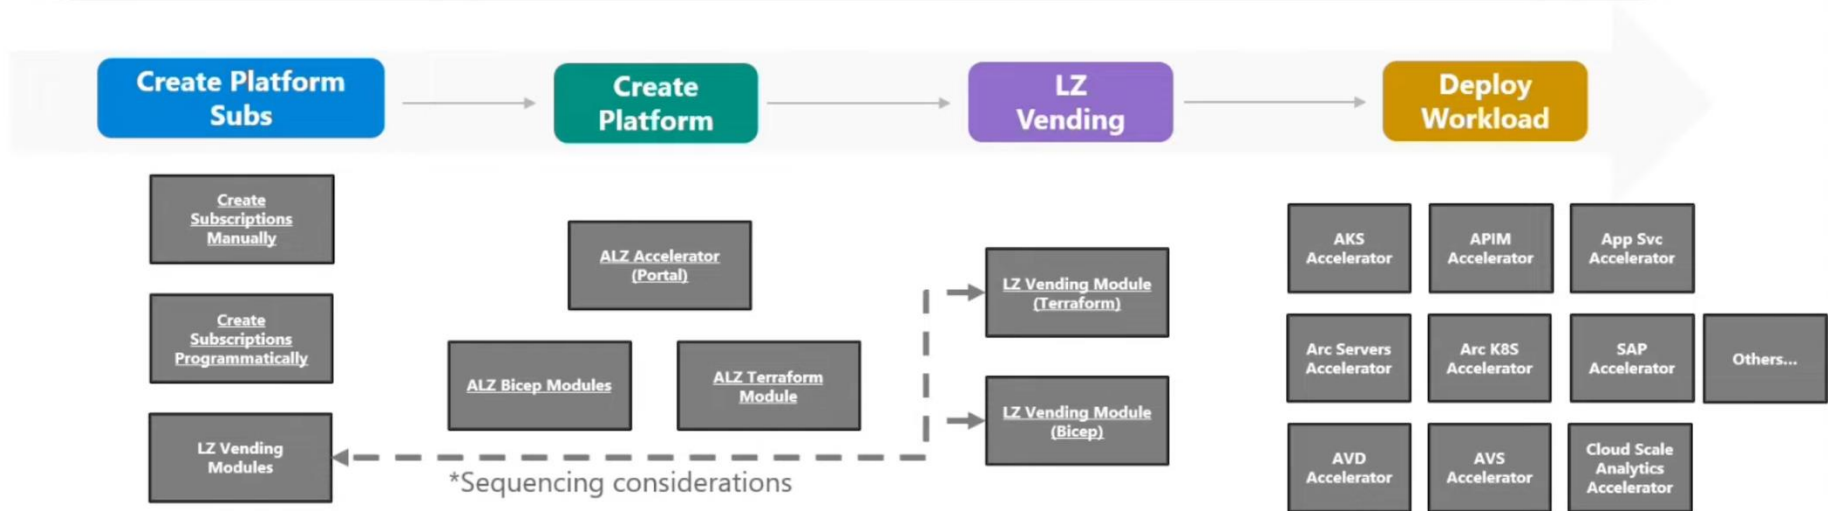 Create Platform
Subs
Create
Platform
LZ
Vending
Deploy
Workload
Create
Subscriptions
Manually
Create
Subscriptions
Programmatically
LZ Vending
Modules
ALZ Accelerator
(Portal)
ALZ Bicep Modules
ALZ Terraform
Module
*Sequencing considerations
LZ Vending Module
(Terraform)
LZ Vending Module
(Bicep)
AKS
Accelerator
APIM
Accelerator
App Svc
Accelerator
Arc Servers
Accelerator
Arc K8S
Accelerator
SAP
Accelerator
Others...
AVD
Accelerator
AVS
Accelerator
Cloud Scale
Analytics
Accelerator